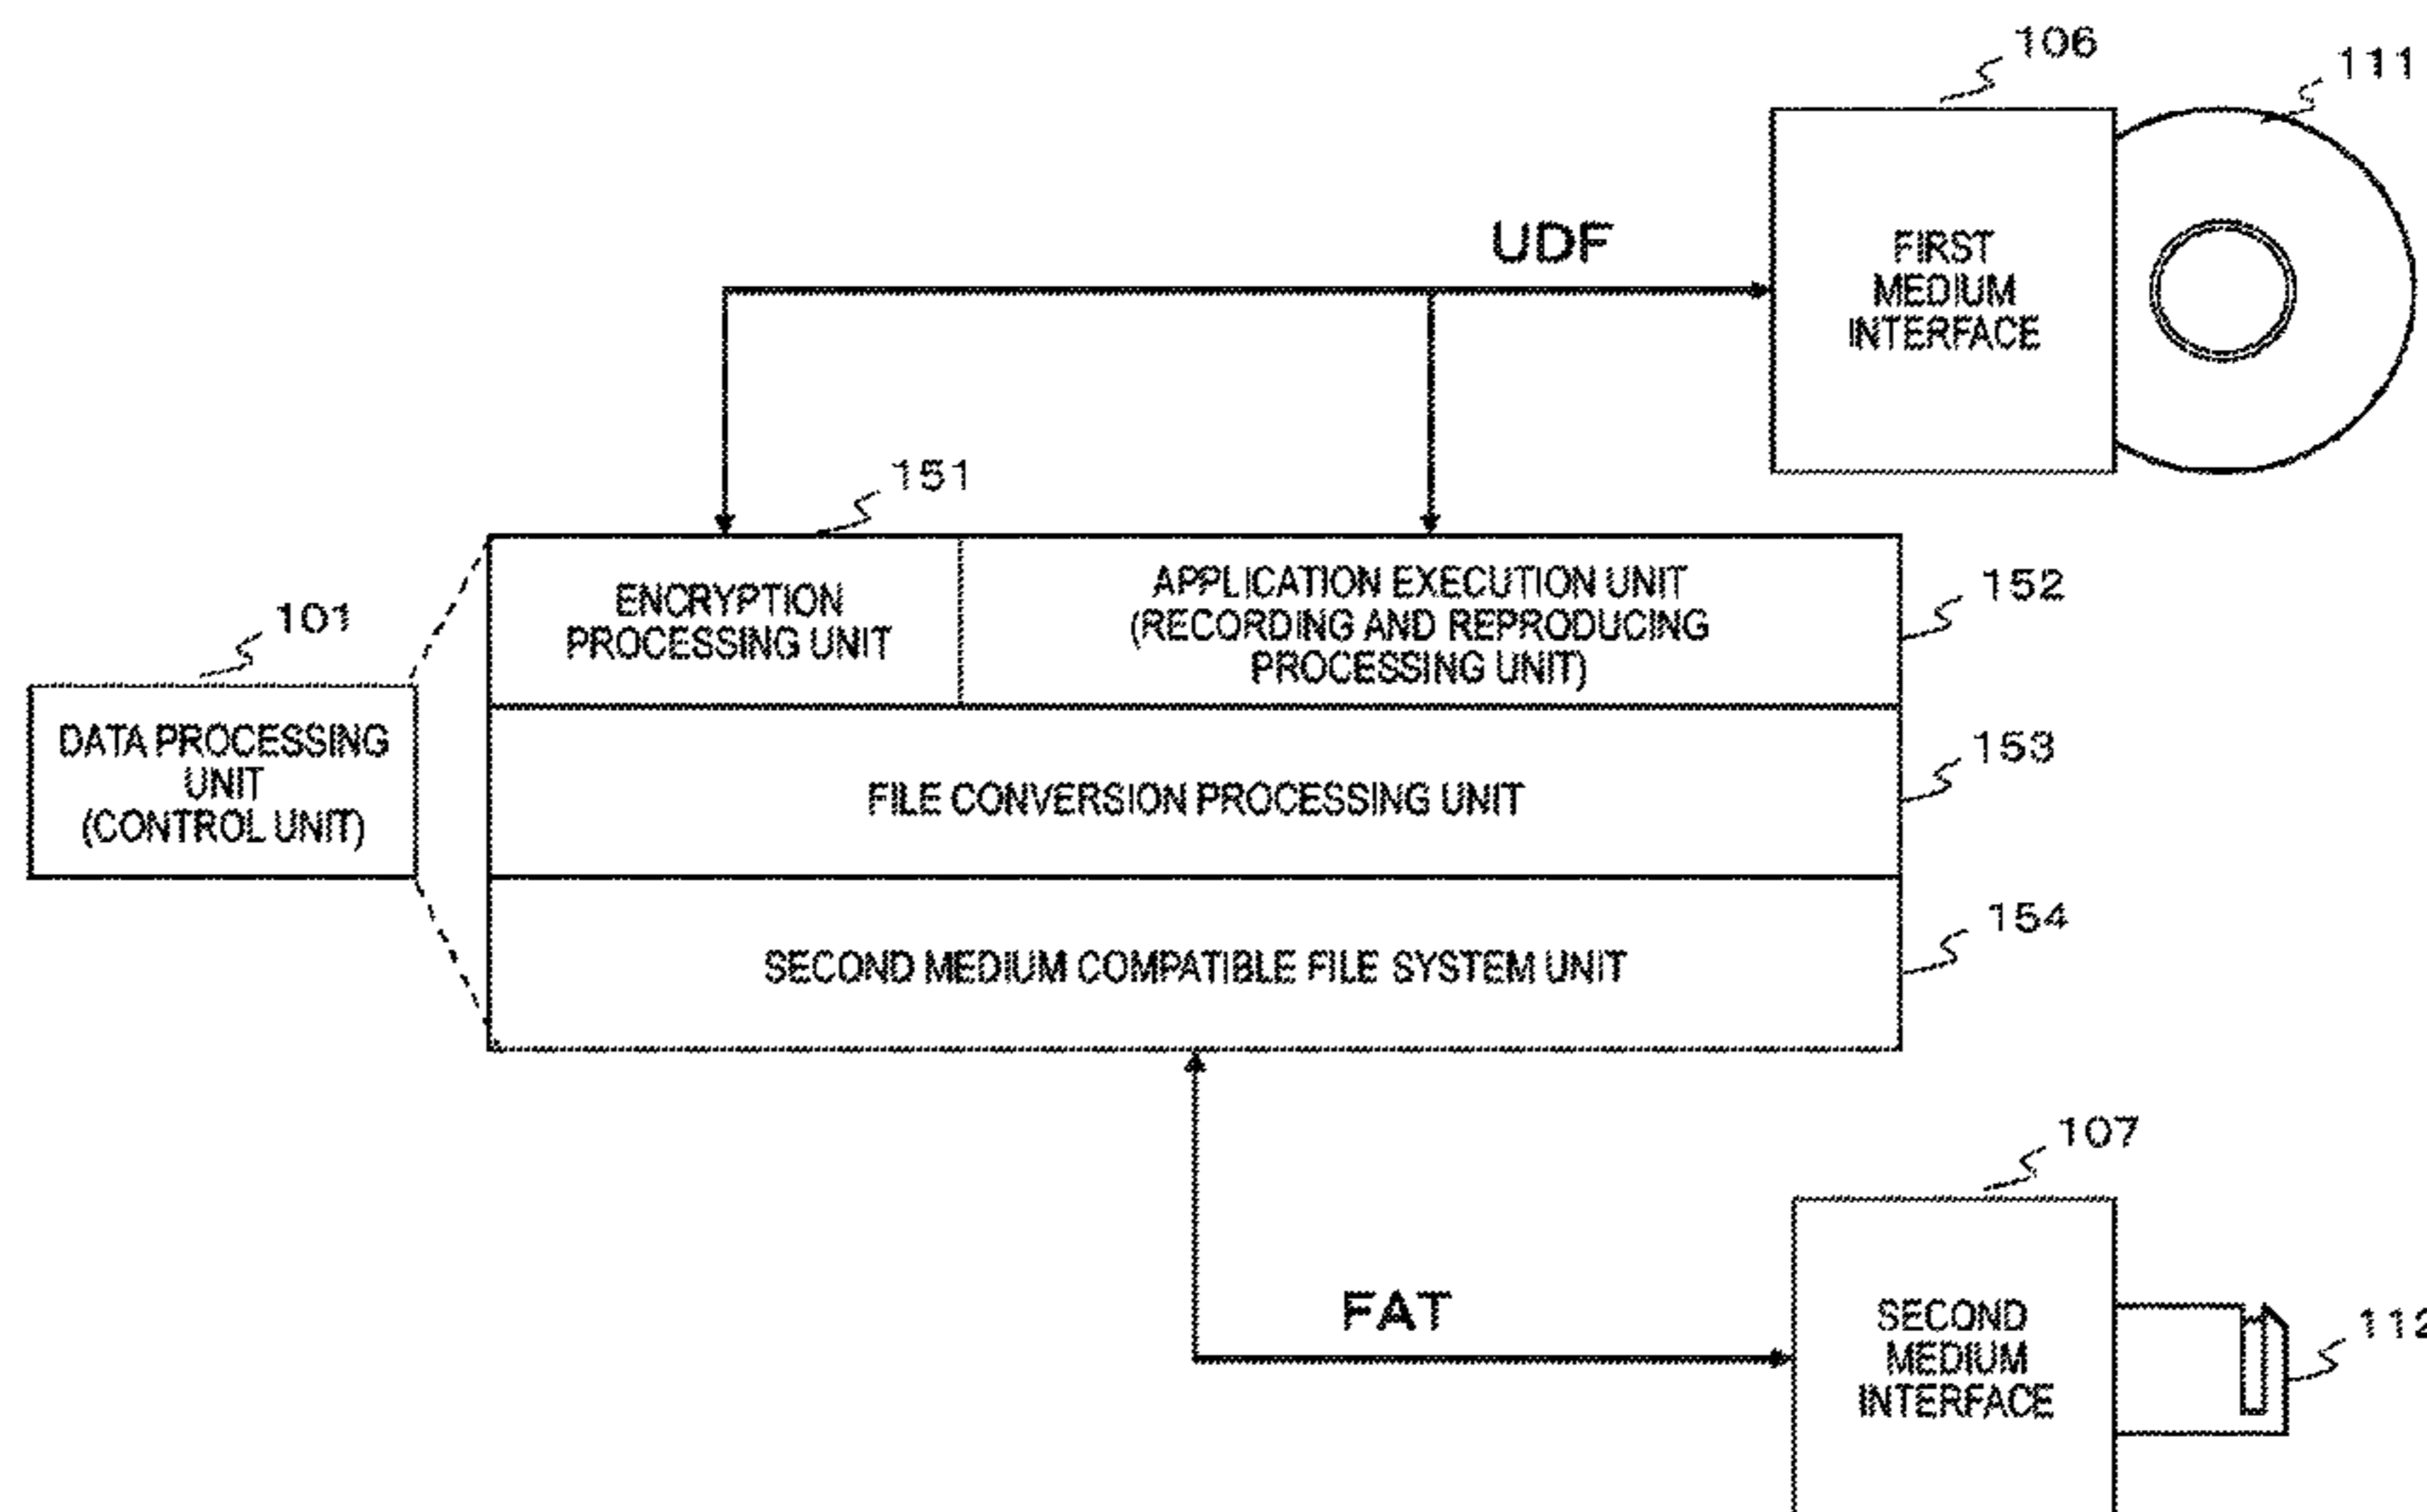 106
111
UDF
FIRST
MEDIUM
INTERFACE
151
ENCRYPTION
PROCESSING UNIT
APPLICATION EXECUTION UNIT
(RECORDING AND REPRODUCING
PROCESSING UNIT)
152
101
DATA PROCESSING
UNIT
(CONTROL UNIT)
FILE CONVERSION PROCESSING UNIT
153
SECOND MEDIUM COMPATIBLE FILE SYSTEM UNIT
154
107
FAT
SECOND
MEDIUM
INTERFACE
112